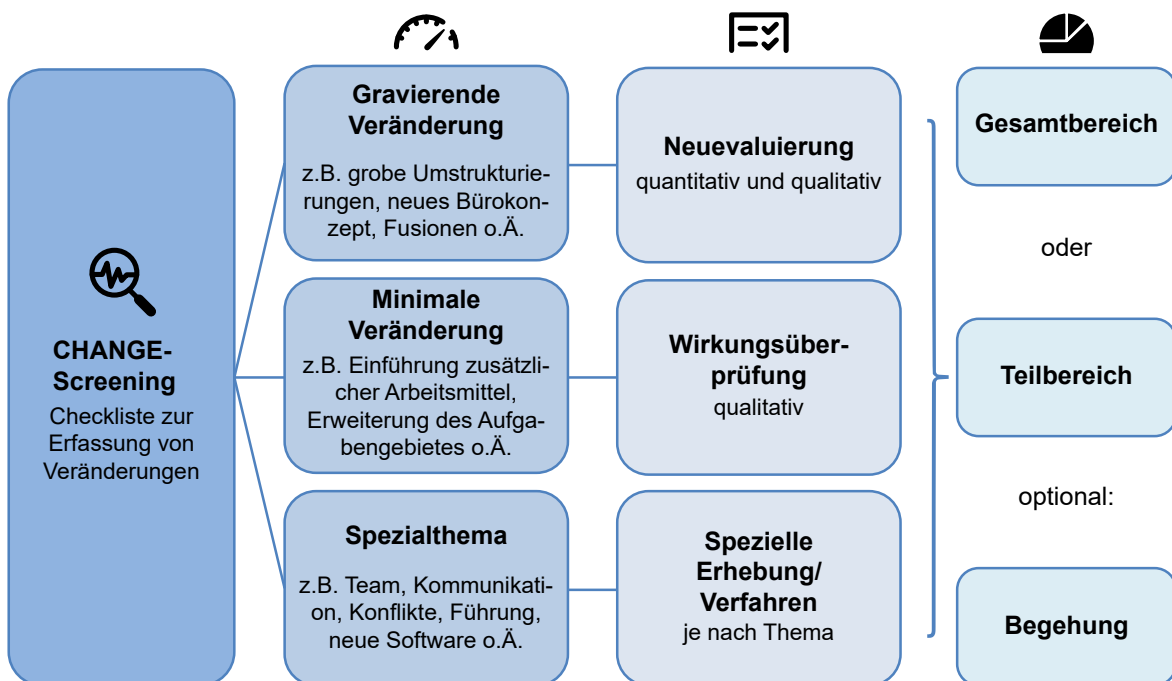 CHANGE-
Screening
Checkliste zur
Erfassung von
Veränderungen
Gravierende
Veränderung
z.B. grobe Umstrukturie-
rungen, neues Bürokon-
zept, Fusionen o.Ä.
Minimale
Veränderung
z.B. Einführung zusätzli-
cher Arbeitsmittel,
Erweiterung des Aufga-
bengebietes o.Ä.
Spezialthema
z.B. Team, Kommunikati-
on, Konflikte, Führung,
neue Software o.Ä.
Neuevaluierung
quantitativ und qualitativ
Wirkungsüber-
prüfung
qualitativ
Spezielle
Erhebung/
Verfahren
je nach Thema
Gesamtbereich
oder
Teilbereich
optional:
Begehung